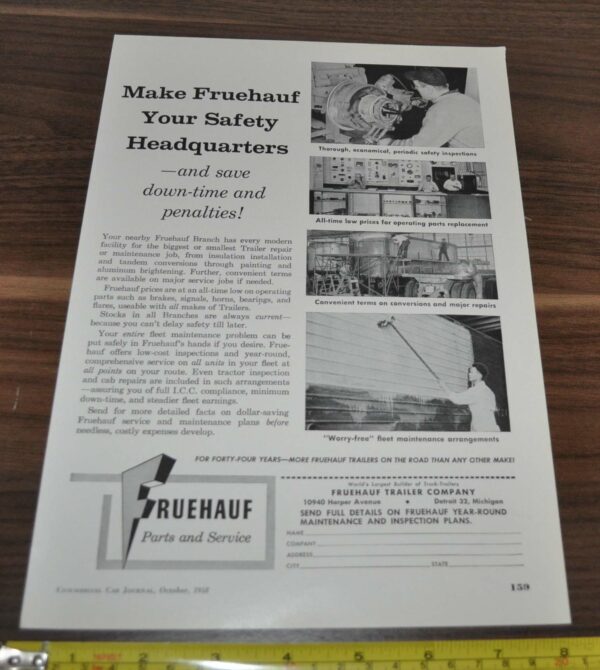 Make Fruehauf
Your Safety
Headquarters
—and save
down-time and
penalties!
Your nearby Fruehauf Branch has every modern
facility for the biggest or smallest Trailer repair
or maintenance job, from insulation installation
and tandem conversions through painting and
aluminum brightening. Further, convenient terms
are available on major service jobs if needed.
Fruehauf prices are at an all-time low on operating
parts such as brakes, signals, horns, bearings, and
flares, useable with all makes of Trailers.
Stocks in all Branches are always current—
because you can't delay safety till later.
Your entire fleet maintenance problem can be
put safely in Fruehauf's hands if you desire. Frue-
hauf offers low-cost inspections and year-round,
comprehensive service on all units in your fleet at
all points on your route. Even tractor inspection
and cab repairs are included in such arrangements
—assuring you of full I.C.C. compliance, minimum
down-time, and steadier fleet earnings.
Send for more detailed facts on dollar-saving
Fruehauf service and maintenance plans before
needless, costly expenses develop.
Thorough, economical, periodic safety inspections
All-time low prices for operating parts replacement
Convenient terms on conversions and major repairs
"Worry-free" fleet maintenance arrangements
FOR FORTY-FOUR YEARS—MORE FRUEHAUF TRAILERS ON THE ROAD THAN ANY OTHER MAKE!
FRUEHAUF
Parts and Service
World's Largest Builder of Truck-Trailers
FRUEHAUF TRAILER COMPANY
10940 Harper Avenue • Detroit 32, Michigan
SEND FULL DETAILS ON FRUEHAUF YEAR-ROUND
MAINTENANCE AND INSPECTION PLANS.
NAME
COMPANY
ADDRESS
CITY STATE
Commercial Car Journal, October, 1958
159
1 2 3 4 5 6 7 8